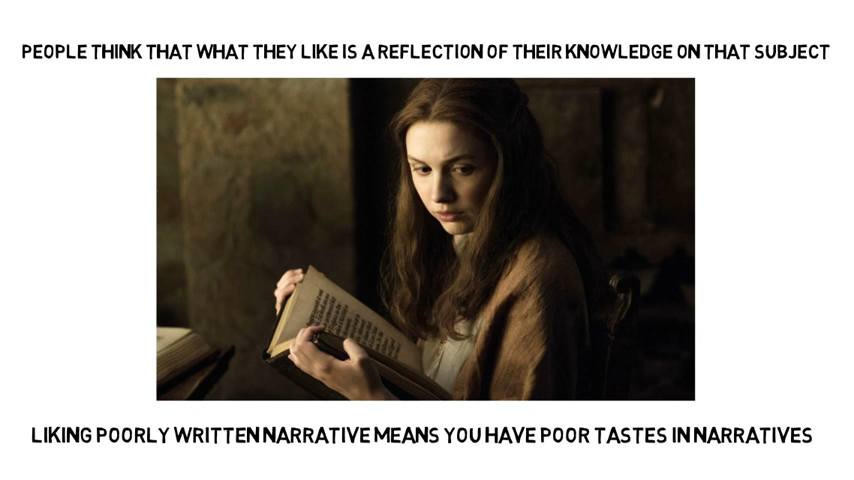 PEOPLE THINK THAT WHAT THEY LIKE IS A REFLECTION OF THEIR KNOWLEDGE ON THAT SUBJECT
LIKING POORLY WRITTEN NARRATIVE MEANS YOU HAVE POOR TASTES IN NARRATIVES